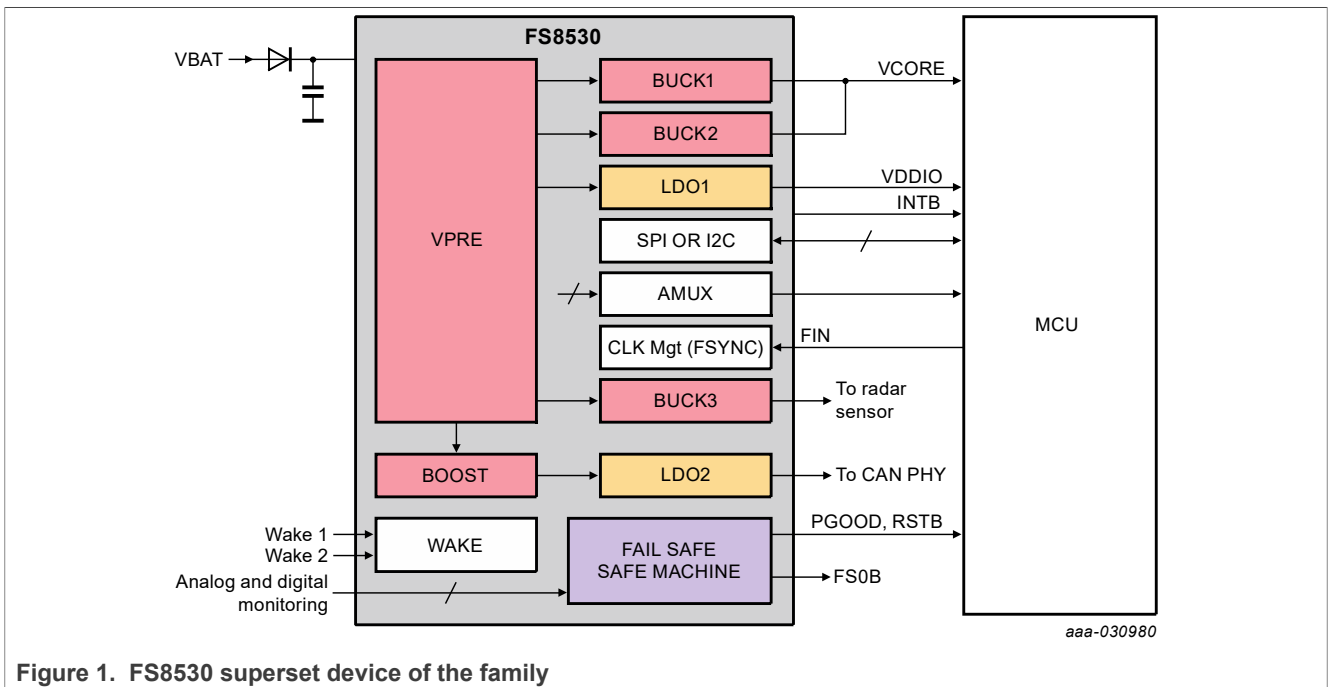 FS8530
VBAT
BUCK1
VCORE
BUCK2
LDO1
VDDIO
INTB
VPRE
SPI OR I2C
AMUX
MCU
CLK Mgt (FSYNC)
FIN
BUCK3
To radar
sensor
BOOST
LDO2
To CAN PHY
Wake 1
Wake 2
WAKE
Analog and digital
monitoring
FAIL SAFE
SAFE MACHINE
PGOOD, RSTB
FS0B
aaa-030980
Figure 1. FS8530 superset device of the family